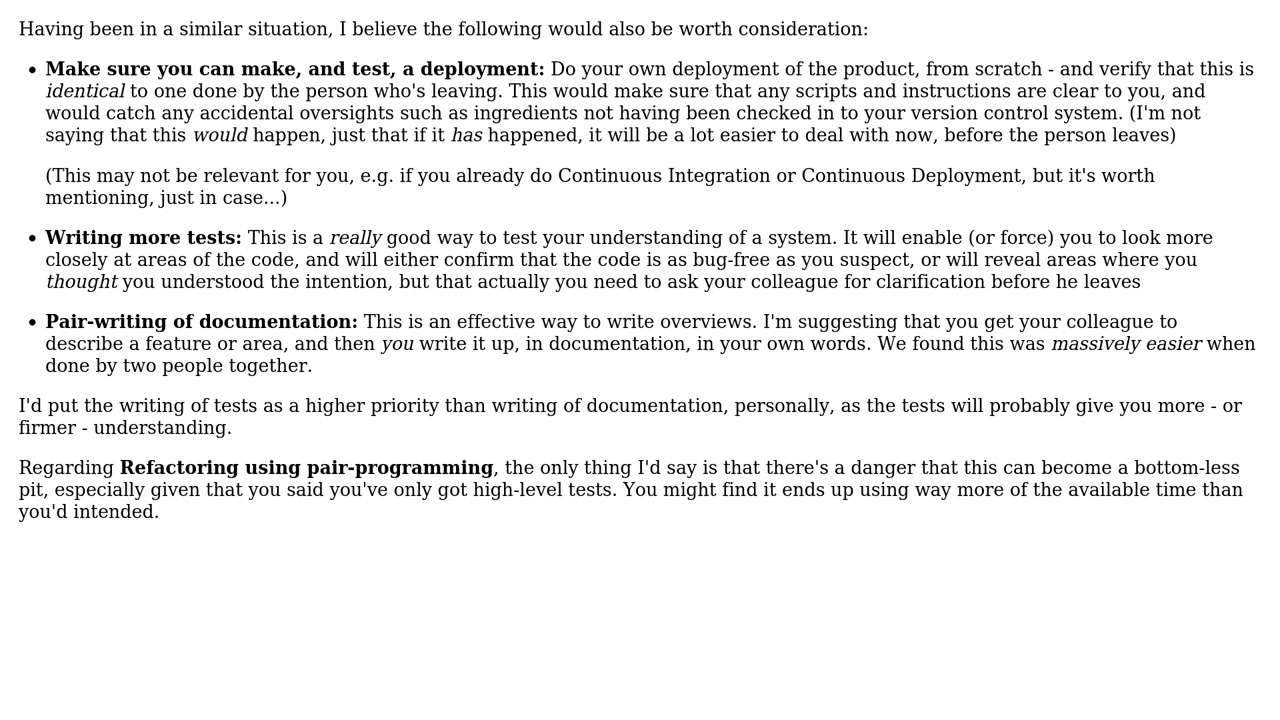 Having been in a similar situation, I believe the following would also be worth consideration:
• Make sure you can make, and test, a deployment: Do your own deployment of the product, from scratch - and verify that this is
identical to one done by the person who's leaving. This would make sure that any scripts and instructions are clear to you, and
would catch any accidental oversights such as ingredients not having been checked in to your version control system. (I'm not
saying that this would happen, just that if it has happened, it will be a lot easier to deal with now, before the person leaves)
(This may not be relevant for you, e.g. if you already do Continuous Integration or Continuous Deployment, but it's worth
mentioning, just in case...)
• Writing more tests: This is a really good way to test your understanding of a system. It will enable (or force) you to look more
closely at areas of the code, and will either confirm that the code is as bug-free as you suspect, or will reveal areas where you
thought you understood the intention, but that actually you need to ask your colleague for clarification before he leaves
• Pair-writing of documentation: This is an effective way to write overviews. I'm suggesting that you get your colleague to
describe a feature or area, and then you write it up, in documentation, in your own words. We found this was massively easier when
done by two people together.
I'd put the writing of tests as a higher priority than writing of documentation, personally, as the tests will probably give you more - or
firmer - understanding.
Regarding Refactoring using pair-programming, the only thing I'd say is that there's a danger that this can become a bottom-less
pit, especially given that you said you've only got high-level tests. You might find it ends up using way more of the available time than
you'd intended.